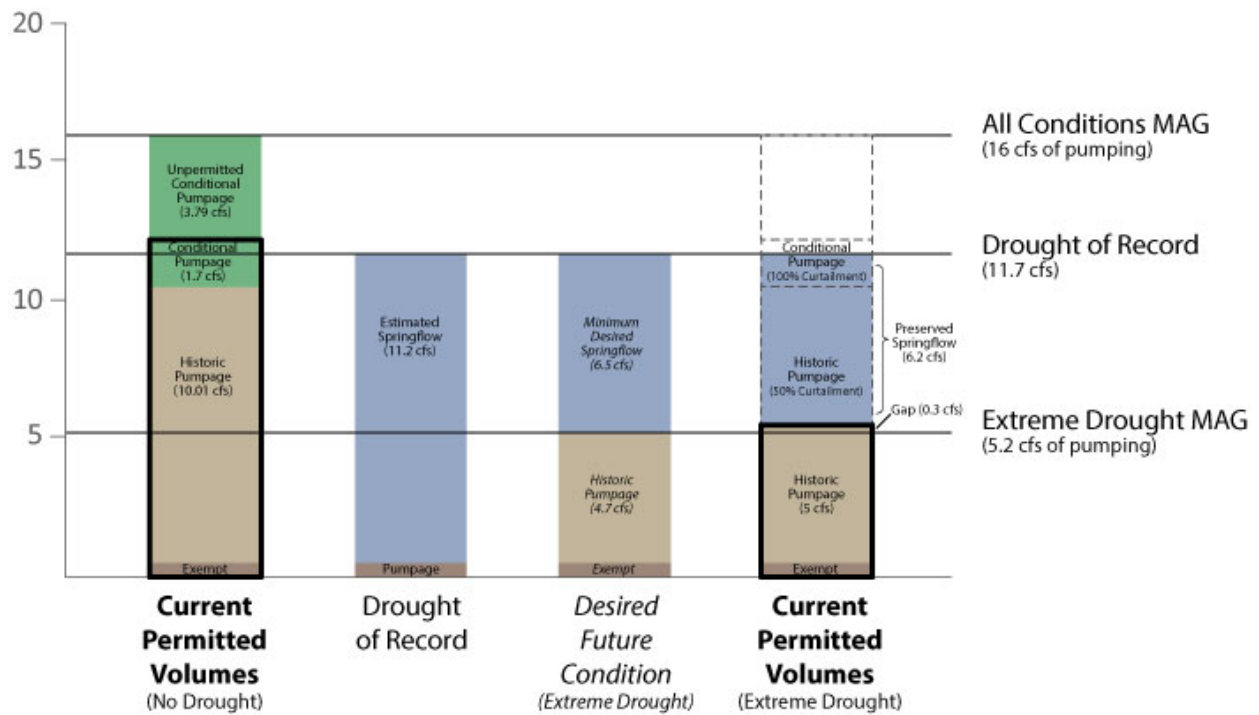 20
15
10
5
Unpermitted
Conditional
Pumpage
(3.79 cfs)
Conditional
Pumpage
(1.7 cfs)
Historic
Pumpage
(10.01 cfs)
Exempt
Estimated
Springflow
(11.2 cfs)
Pumpage
Minimum
Desired
Springflow
(6.5 cfs)
Historic
Pumpage
(4.7 cfs)
Exempt
Conditional
Pumpage
(100% Curtailment)
Historic
Pumpage
(50% Curtailment)
Historic
Pumpage
(5 cfs)
Exempt
Preserved
Springflow
(6.2 cfs)
Gap (0.3 cfs)
All Conditions MAG
(16 cfs of pumping)
Drought of Record
(11.7 cfs)
Extreme Drought MAG
(5.2 cfs of pumping)
Current
Permitted
Volumes
(No Drought)
Drought
of Record
Desired
Future
Condition
(Extreme Drought)
Current
Permitted
Volumes
(Extreme Drought)